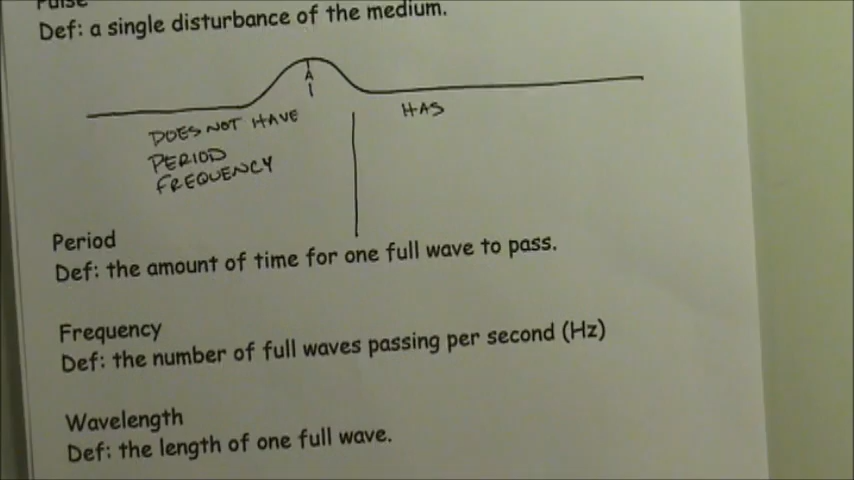 Pulse
Def: a single disturbance of the medium.
A
DOES NOT HAVE
PERIOD
FREQUENCY
HAS
Period
Def: the amount of time for one full wave to pass.
Frequency
Def: the number of full waves passing per second (Hz)
Wavelength
Def: the length of one full wave.